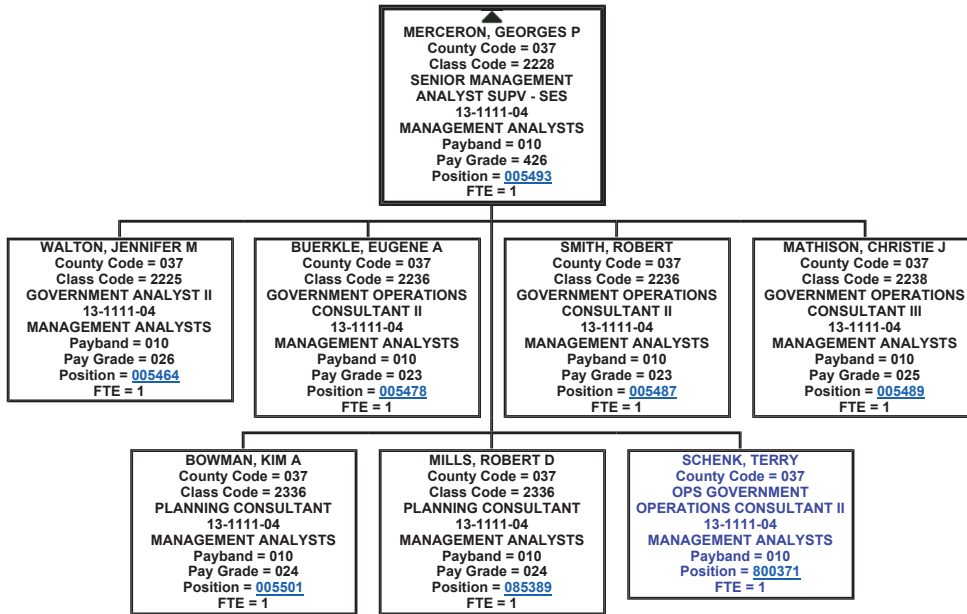 MERCERON, GEORGES P
County Code = 037
Class Code = 2228
SENIOR MANAGEMENT
ANALYST SUPV - SES
13-1111-04
MANAGEMENT ANALYSTS
Payband = 010
Pay Grade = 426
Position = 005493
FTE = 1
WALTON, JENNIFER M
County Code = 037
Class Code = 2225
GOVERNMENT ANALYST II
13-1111-04
MANAGEMENT ANALYSTS
Payband = 010
Pay Grade = 026
Position = 005464
FTE = 1
BUERKLE, EUGENE A
County Code = 037
Class Code = 2236
GOVERNMENT OPERATIONS
CONSULTANT II
13-1111-04
MANAGEMENT ANALYSTS
Payband = 010
Pay Grade = 023
Position = 005478
FTE = 1
SMITH, ROBERT
County Code = 037
Class Code = 2236
GOVERNMENT OPERATIONS
CONSULTANT II
13-1111-04
MANAGEMENT ANALYSTS
Payband = 010
Pay Grade = 023
Position = 005487
FTE = 1
MATHISON, CHRISTIE J
County Code = 037
Class Code = 2238
GOVERNMENT OPERATIONS
CONSULTANT III
13-1111-04
MANAGEMENT ANALYSTS
Payband = 010
Pay Grade = 025
Position = 005489
FTE = 1
BOWMAN, KIM A
County Code = 037
Class Code = 2336
PLANNING CONSULTANT
13-1111-04
MANAGEMENT ANALYSTS
Payband = 010
Pay Grade = 024
Position = 005501
FTE = 1
MILLS, ROBERT D
County Code = 037
Class Code = 2336
PLANNING CONSULTANT
13-1111-04
MANAGEMENT ANALYSTS
Payband = 010
Pay Grade = 024
Position = 085389
FTE = 1
SCHENK, TERRY
County Code = 037
OPS GOVERNMENT
OPERATIONS CONSULTANT II
13-1111-04
MANAGEMENT ANALYSTS
Payband = 010
Position = 800371
FTE = 1